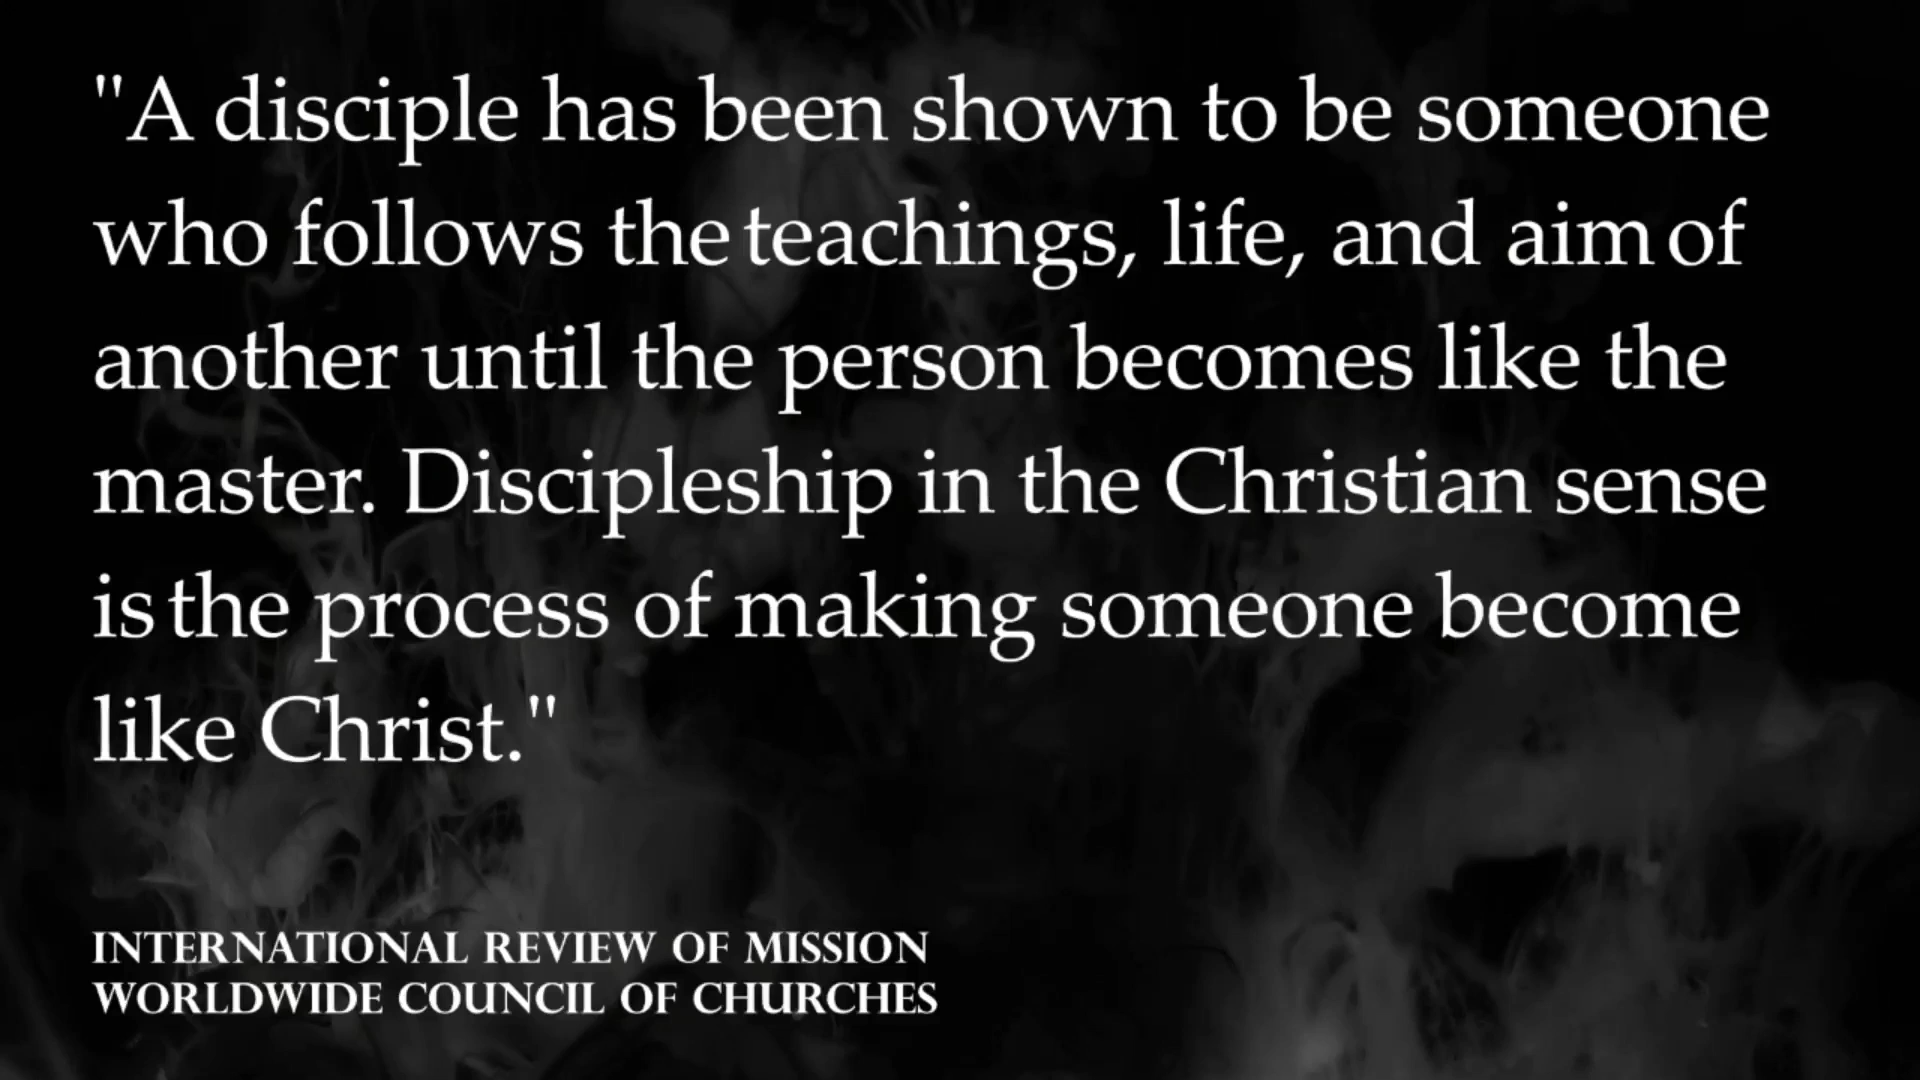 "A disciple has been shown to be someone
who follows the teachings, life, and aim of
another until the person becomes like the
master. Discipleship in the Christian sense
is the process of making someone become
like Christ."
INTERNATIONAL REVIEW OF MISSION
WORLDWIDE COUNCIL OF CHURCHES